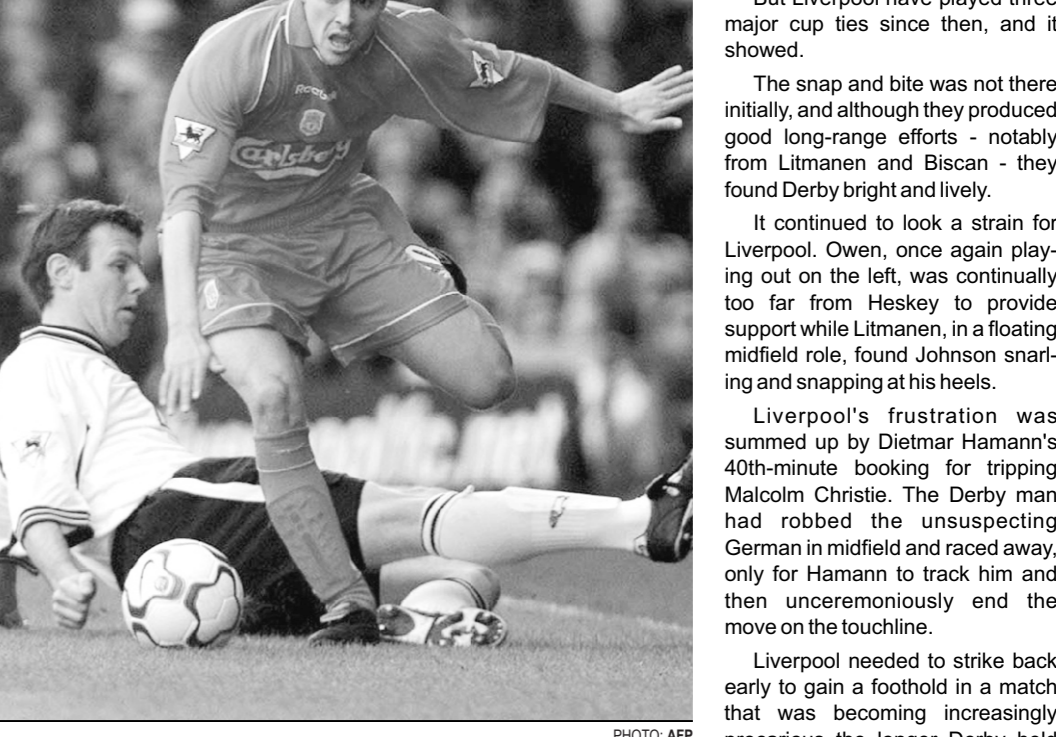 Reebok
Carlsberg
PHOTO: AFP
But Liverpool have played three
major cup ties since then, and it
showed.
The snap and bite was not there
initially, and although they produced
good long-range efforts - notably
from Litmanen and Biscan - they
found Derby bright and lively.
It continued to look a strain for
Liverpool. Owen, once again play-
ing out on the left, was continually
too far from Heskey to provide
support while Litmanen, in a floating
midfield role, found Johnson snarl-
ing and snapping at his heels.
Liverpool's frustration was
summed up by Dietmar Hamann's
40th-minute booking for tripping
Malcolm Christie. The Derby man
had robbed the unsuspecting
German in midfield and raced away,
only for Hamann to track him and
then unceremoniously end the
move on the touchline.
Liverpool needed to strike back
early to gain a foothold in a match
that was becoming increasingly
precarious the longer Derby held